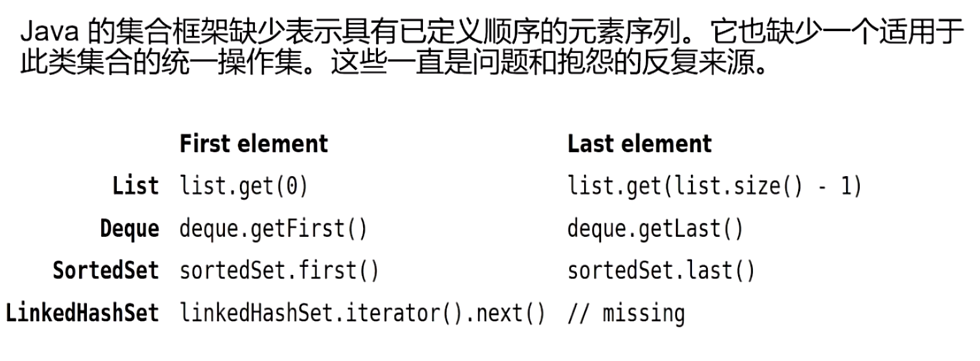 Java 的集合框架缺少表示具有已定义顺序的元素序列。它也缺少一个适用于
此类集合的统一操作集。这些一直是问题和抱怨的反复来源。
First element Last element
List list.get(0) list.get(list.size() - 1)
Deque deque.getFirst() deque.getLast()
SortedSet sortedSet.first() sortedSet.last()
LinkedHashSet linkedHashSet.iterator().next() // missing